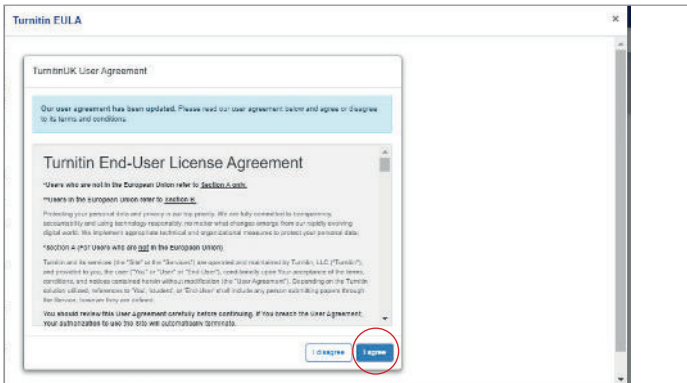 Turnitin EULA
×
TurnitinUK User Agreement
Our user agreement has been updated. Please read our user agreement below and agree or disagree
to its terms and conditions.
Turnitin End-User License Agreement
*Users who are not in the European Union refer to Section A only.
**Users in the European Union refer to Section B.
Protecting your personal data and privacy is our top priority. We are fully committed to transparency,
accountability and using technology responsibly, no matter what changes emerge from our rapidly evolving
digital world. We implement appropriate technical and organizational measures to protect your personal data.
*Section A (For Users who are not in the European Union)
Turnitin and its services (the "Site" or the "Services") are operated and maintained by Turnitin, LLC ("Turnitin"),
and provided to you, the user ("You" or "User" or "End User"), conditionally upon Your acceptance of the terms,
conditions, and notices contained herein without modification (the "User Agreement"). Depending on the Turnitin
solution utilized, references to 'You', 'student', or 'End-User' shall include any person submitting papers through
the Service, however they are defined.
You should review this User Agreement carefully before continuing. If You breach the User Agreement,
Your authorization to use the Site will automatically terminate.
I disagree
I agree